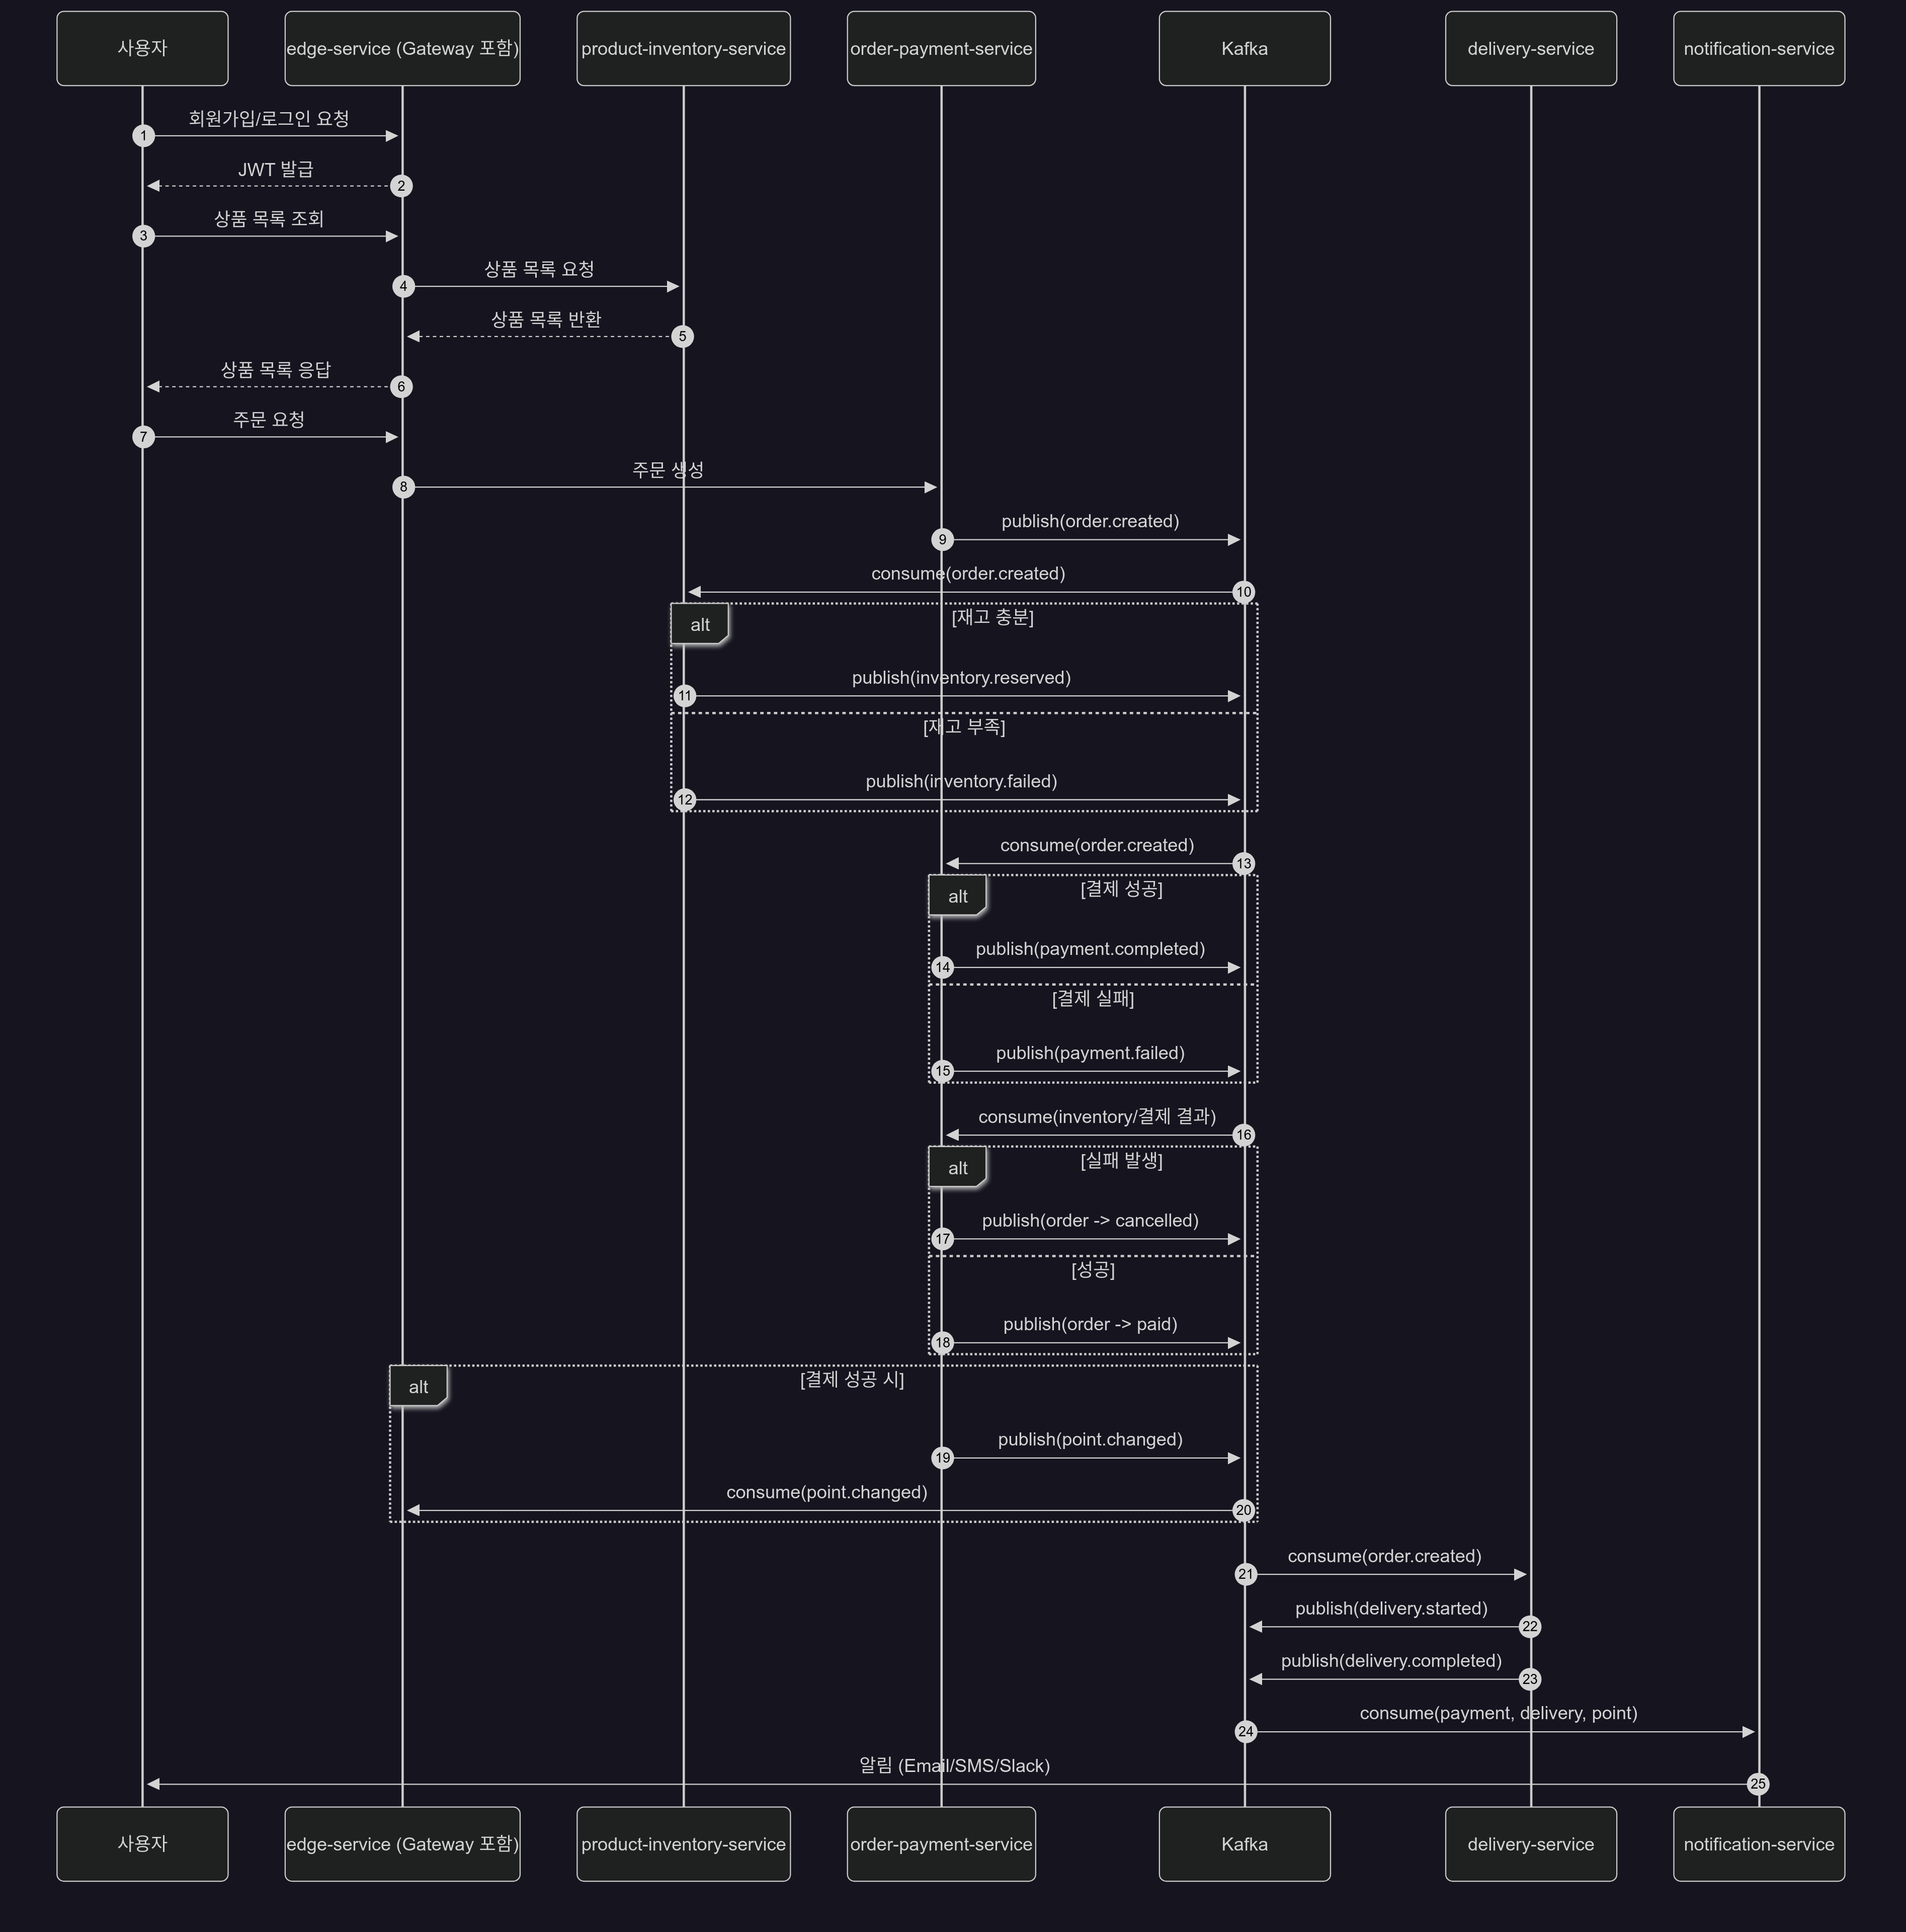 사용자
edge-service (Gateway 포함)
product-inventory-service
order-payment-service
Kafka
delivery-service
notification-service
회원가입/로그인 요청
1
JWT 발급
2
상품 목록 조회
3
상품 목록 요청
4
상품 목록 반환
5
상품 목록 응답
6
주문 요청
7
주문 생성
8
publish(order.created)
9
consume(order.created)
10
alt
[재고 충분]
publish(inventory.reserved)
11
[재고 부족]
publish(inventory.failed)
12
consume(order.created)
13
alt
[결제 성공]
publish(payment.completed)
14
[결제 실패]
publish(payment.failed)
15
consume(inventory/결제 결과)
16
alt
[실패 발생]
publish(order -> cancelled)
17
[성공]
publish(order -> paid)
18
alt
[결제 성공 시]
publish(point.changed)
19
consume(point.changed)
20
consume(order.created)
21
publish(delivery.started)
22
publish(delivery.completed)
23
consume(payment, delivery, point)
24
알림 (Email/SMS/Slack)
25
사용자
edge-service (Gateway 포함)
product-inventory-service
order-payment-service
Kafka
delivery-service
notification-service